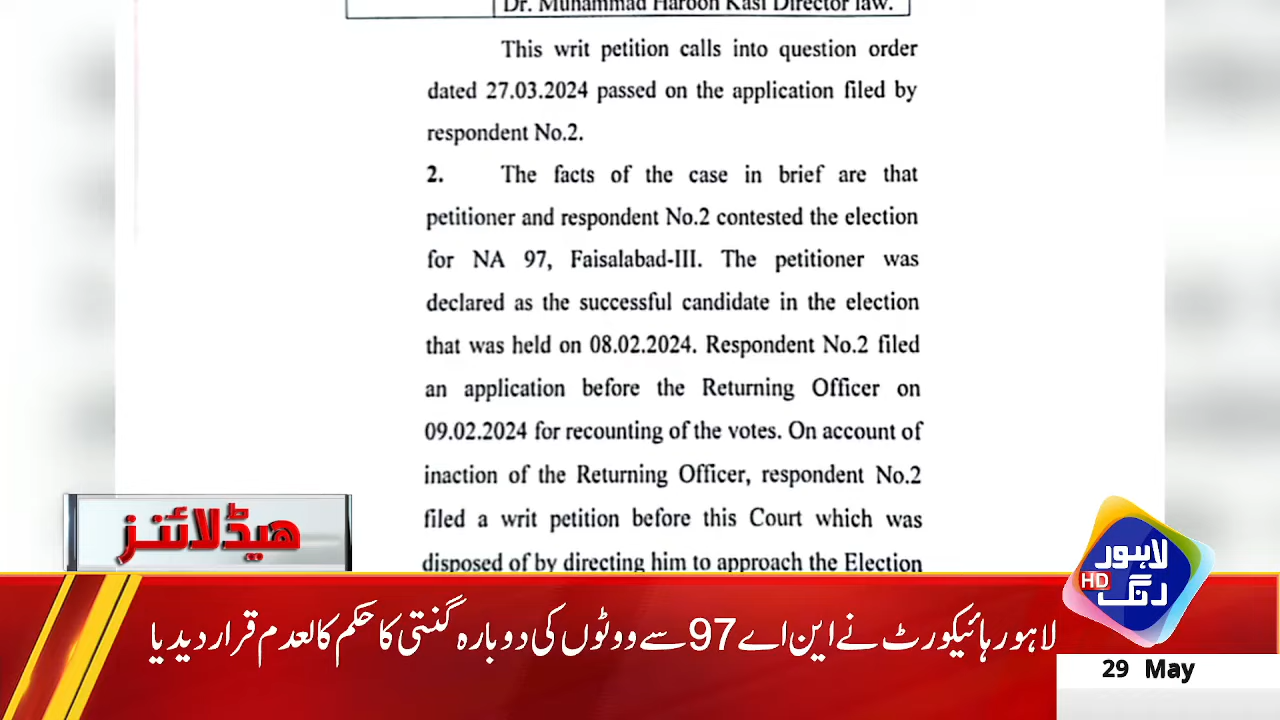 Dr. Muhammad Haroon Kasi Director law.
This writ petition calls into question order
dated 27.03.2024 passed on the application filed by
respondent No.2.
2. The facts of the case in brief are that
petitioner and respondent No.2 contested the election
for NA 97, Faisalabad-III. The petitioner was
declared as the successful candidate in the election
that was held on 08.02.2024. Respondent No.2 filed
an application before the Returning Officer on
09.02.2024 for recounting of the votes. On account of
inaction of the Returning Officer, respondent No.2
filed a writ petition before this Court which was
disposed of by directing him to approach the Election
ہیڈلائنز
لاہور
HD
رنگ
لاہور ہائیکورٹ نے این اے 97 سے ووٹوں کی دوبارہ گنتی کا حکم کالعدم قرار دیدیا
29 May